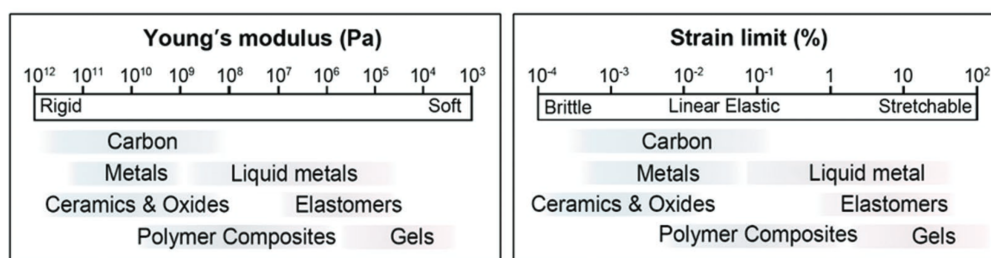 Young's modulus (Pa)
10¹² 10¹¹ 10¹⁰ 10⁹ 10⁸ 10⁷ 10⁶ 10⁵ 10⁴ 10³
Rigid Soft
Carbon
Metals Liquid metals
Ceramics & Oxides Elastomers
Polymer Composites Gels
Strain limit (%)
10⁻⁴ 10⁻³ 10⁻² 10⁻¹ 1 10 10²
Brittle Linear Elastic Stretchable
Carbon
Metals Liquid metal
Ceramics & Oxides Elastomers
Polymer Composites Gels